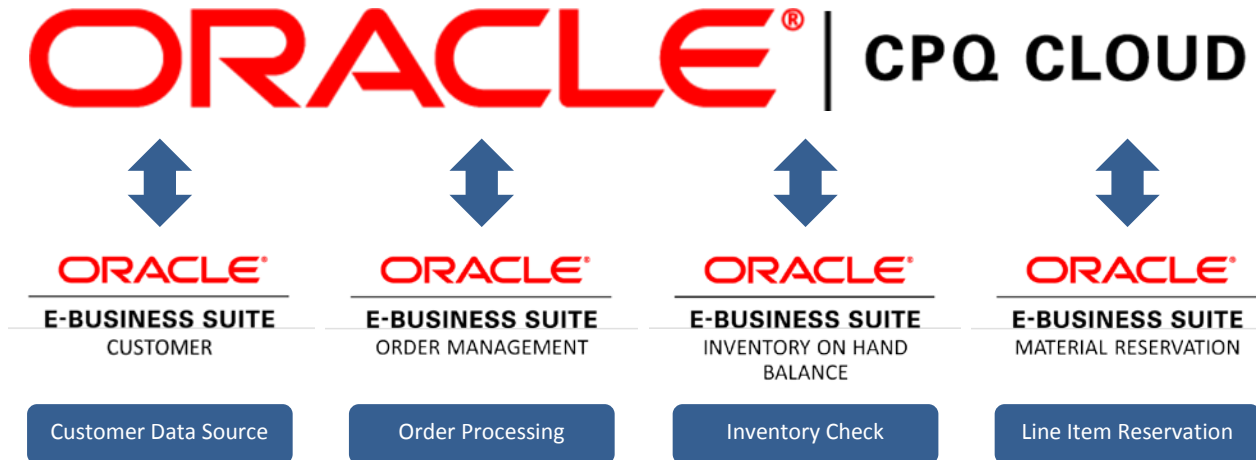 ORACLE® | CPQ CLOUD
ORACLE® ORACLE® ORACLE® ORACLE®
E-BUSINESS SUITE E-BUSINESS SUITE E-BUSINESS SUITE E-BUSINESS SUITE
CUSTOMER ORDER MANAGEMENT INVENTORY ON HAND MATERIAL RESERVATION
BALANCE
Customer Data Source Order Processing Inventory Check Line Item Reservation